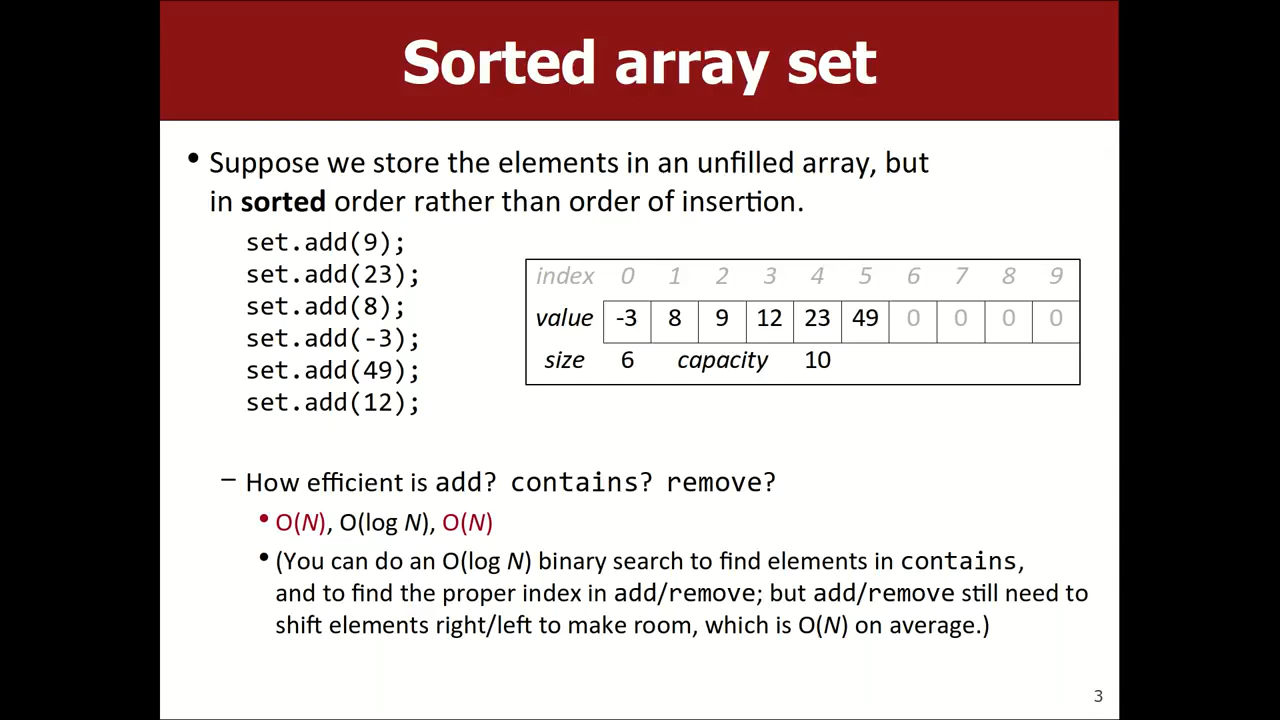 Sorted array set
• Suppose we store the elements in an unfilled array, but
in sorted order rather than order of insertion.
set.add(9);
set.add(23);
set.add(8);
set.add(-3);
set.add(49);
set.add(12);
index 0 1 2 3 4 5 6 7 8 9
value -3 8 9 12 23 49 0 0 0 0
size 6 capacity 10
– How efficient is add? contains? remove?
• O(N), O(log N), O(N)
• (You can do an O(log N) binary search to find elements in contains,
and to find the proper index in add/remove; but add/remove still need to
shift elements right/left to make room, which is O(N) on average.)
3